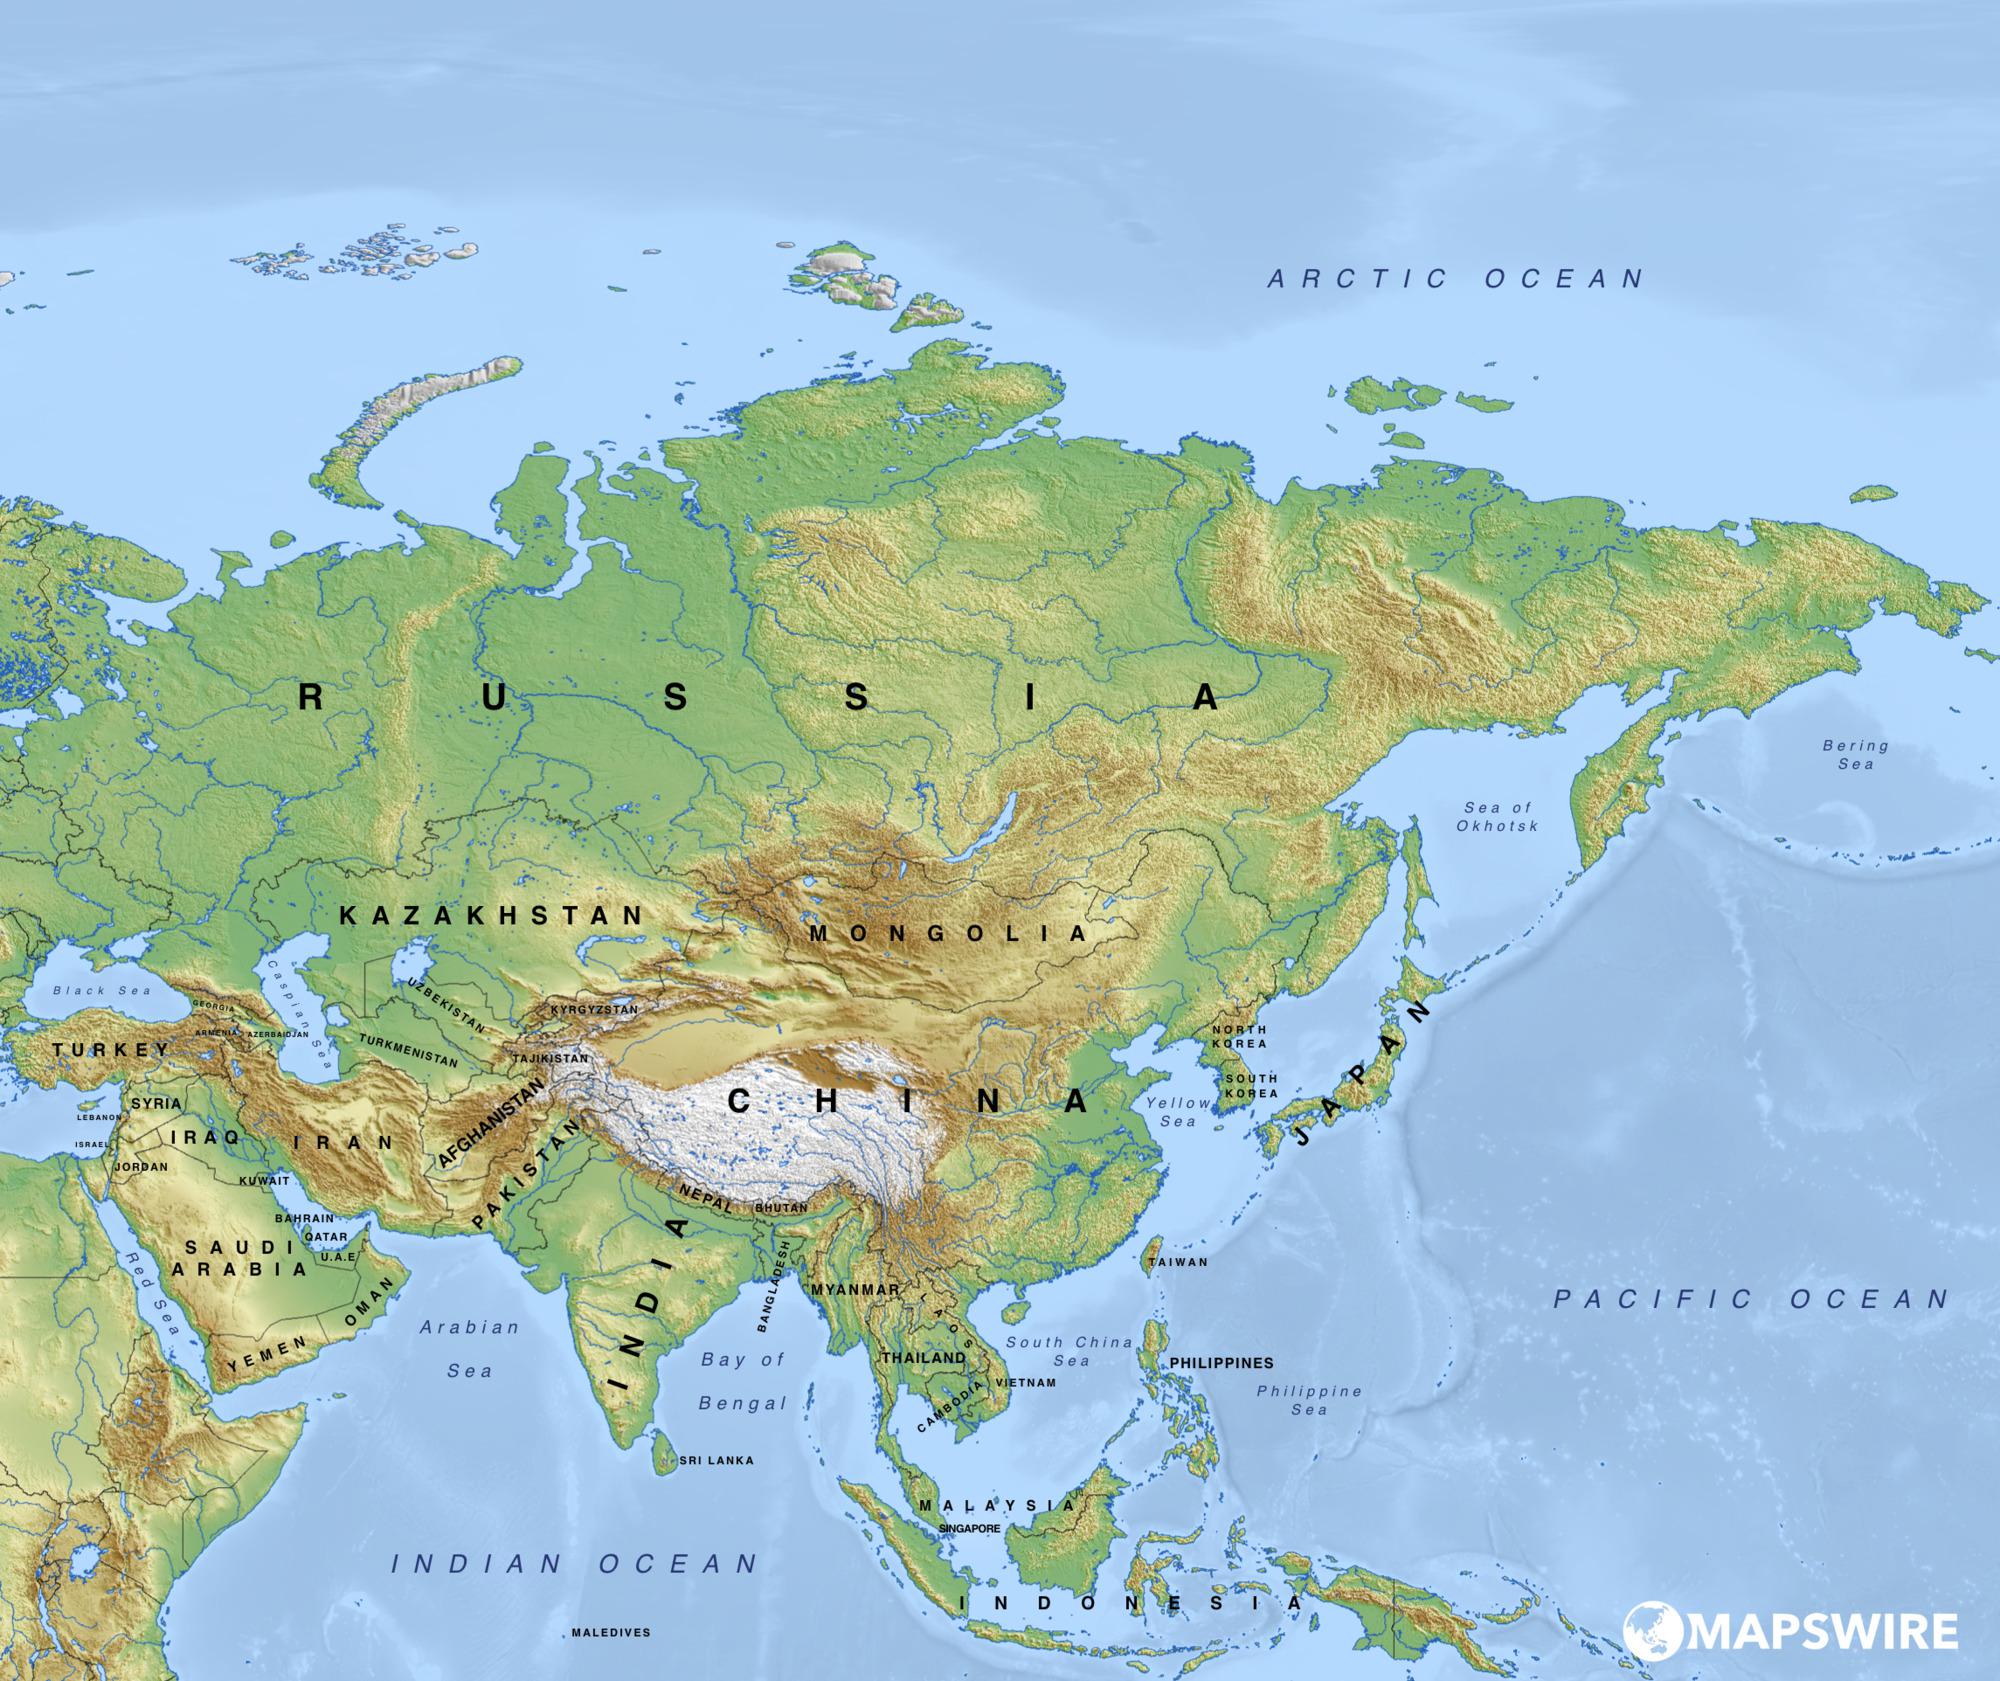 ARCTIC OCEAN
RUSSIA
Bering
Sea
Sea of
Okhotsk
KAZAKHSTAN
MONGOLIA
Black Sea
Caspian Sea
GEORGIA
UZBEKISTAN
KYRGYZSTAN
ARMENIA
AZERBAIDJAN
TURKEY
TURKMENISTAN
TAJIKISTAN
NORTH
KOREA
JAPAN
SOUTH
KOREA
CHINA
SYRIA
LEBANON
ISRAEL
IRAQ
IRAN
AFGHANISTAN
Yellow
Sea
JORDAN
KUWAIT
PAKISTAN
NEPAL
BHUTAN
BAHRAIN
QATAR
U.A.E
SAUDI
ARABIA
INDIA
BANGLADESH
MYANMAR
TAIWAN
Red Sea
OMAN
YEMEN
LAOS
PACIFIC OCEAN
Arabian
Sea
Bay of
Bengal
THAILAND
South China
Sea
PHILIPPINES
VIETNAM
CAMBODIA
Philippine
Sea
SRI LANKA
MALAYSIA
SINGAPORE
INDIAN OCEAN
INDONESIA
MALEDIVES
MAPSWIRE